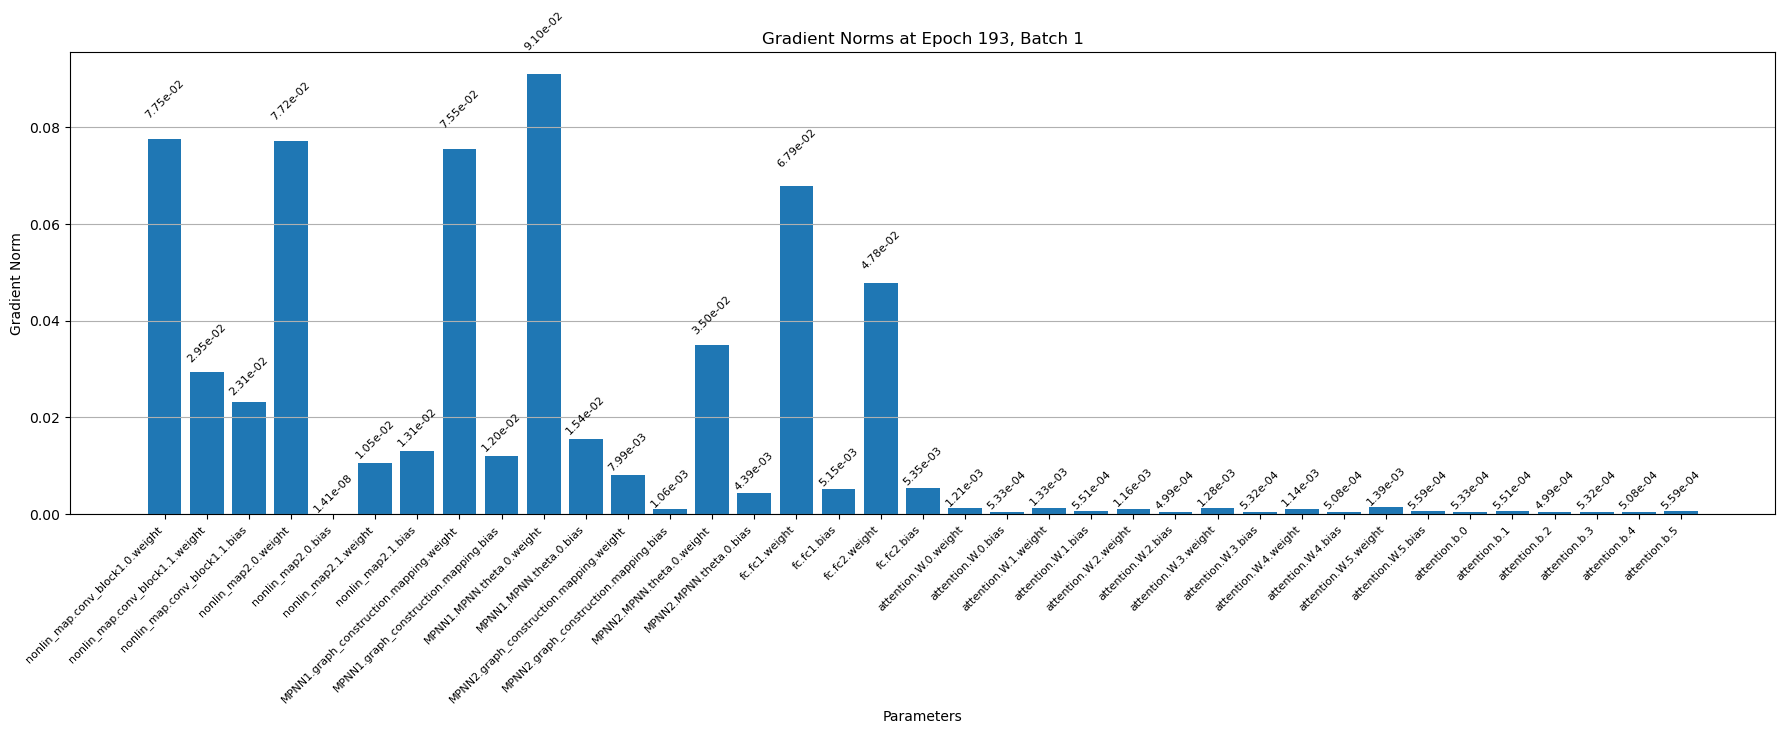 Gradient Norms at Epoch 193, Batch 1
Gradient Norm
0.08
0.06
0.04
0.02
0.00
7.75e-02
2.95e-02
2.31e-02
7.72e-02
1.41e-08
1.05e-02
1.31e-02
7.55e-02
1.20e-02
9.10e-02
1.54e-02
7.99e-03
1.06e-03
3.50e-02
4.39e-03
6.79e-02
5.15e-03
4.78e-02
5.35e-03
1.21e-03
5.33e-04
1.33e-03
5.51e-04
1.16e-03
4.99e-04
1.28e-03
5.32e-04
1.14e-03
5.08e-04
1.39e-03
5.59e-04
5.33e-04
5.51e-04
4.99e-04
5.32e-04
5.08e-04
5.59e-04
nonlin_map.conv_block1.0.weight
nonlin_map.conv_block1.1.weight
nonlin_map.conv_block1.1.bias
nonlin_map2.0.weight
nonlin_map2.0.bias
nonlin_map2.1.weight
nonlin_map2.1.bias
MPNN1.graph_construction.mapping.weight
MPNN1.graph_construction.mapping.bias
MPNN1.MPNN.theta.0.weight
MPNN1.MPNN.theta.0.bias
MPNN2.graph_construction.mapping.weight
MPNN2.graph_construction.mapping.bias
MPNN2.MPNN.theta.0.weight
MPNN2.MPNN.theta.0.bias
fc.fc1.weight
fc.fc1.bias
fc.fc2.weight
fc.fc2.bias
attention.W.0.weight
attention.W.0.bias
attention.W.1.weight
attention.W.1.bias
attention.W.2.weight
attention.W.2.bias
attention.W.3.weight
attention.W.3.bias
attention.W.4.weight
attention.W.4.bias
attention.W.5.weight
attention.W.5.bias
attention.b.0
attention.b.1
attention.b.2
attention.b.3
attention.b.4
attention.b.5
Parameters